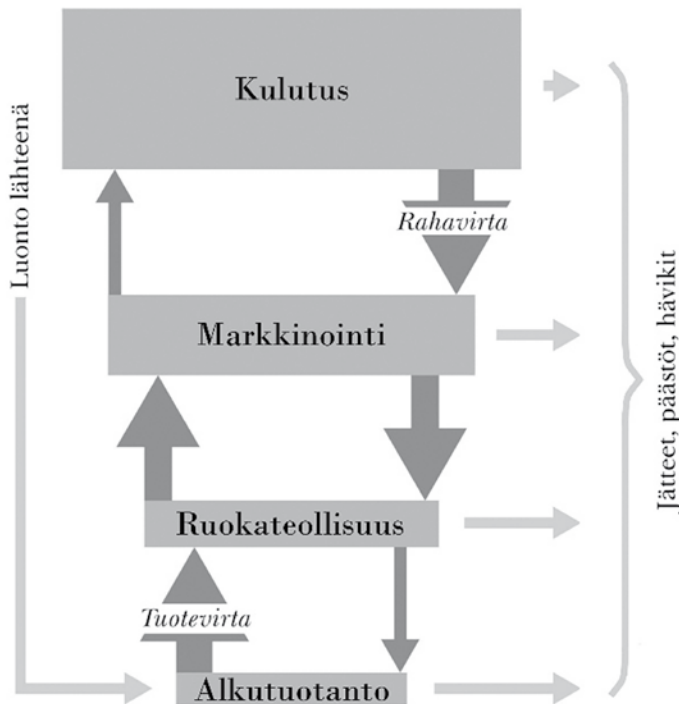 Kulutus
Rahavirta
Luonto lähteenä
Markkinointi
Jätteet, päästöt, hävikit
Ruokateollisuus
Tuotevirta
Alkutuotanto